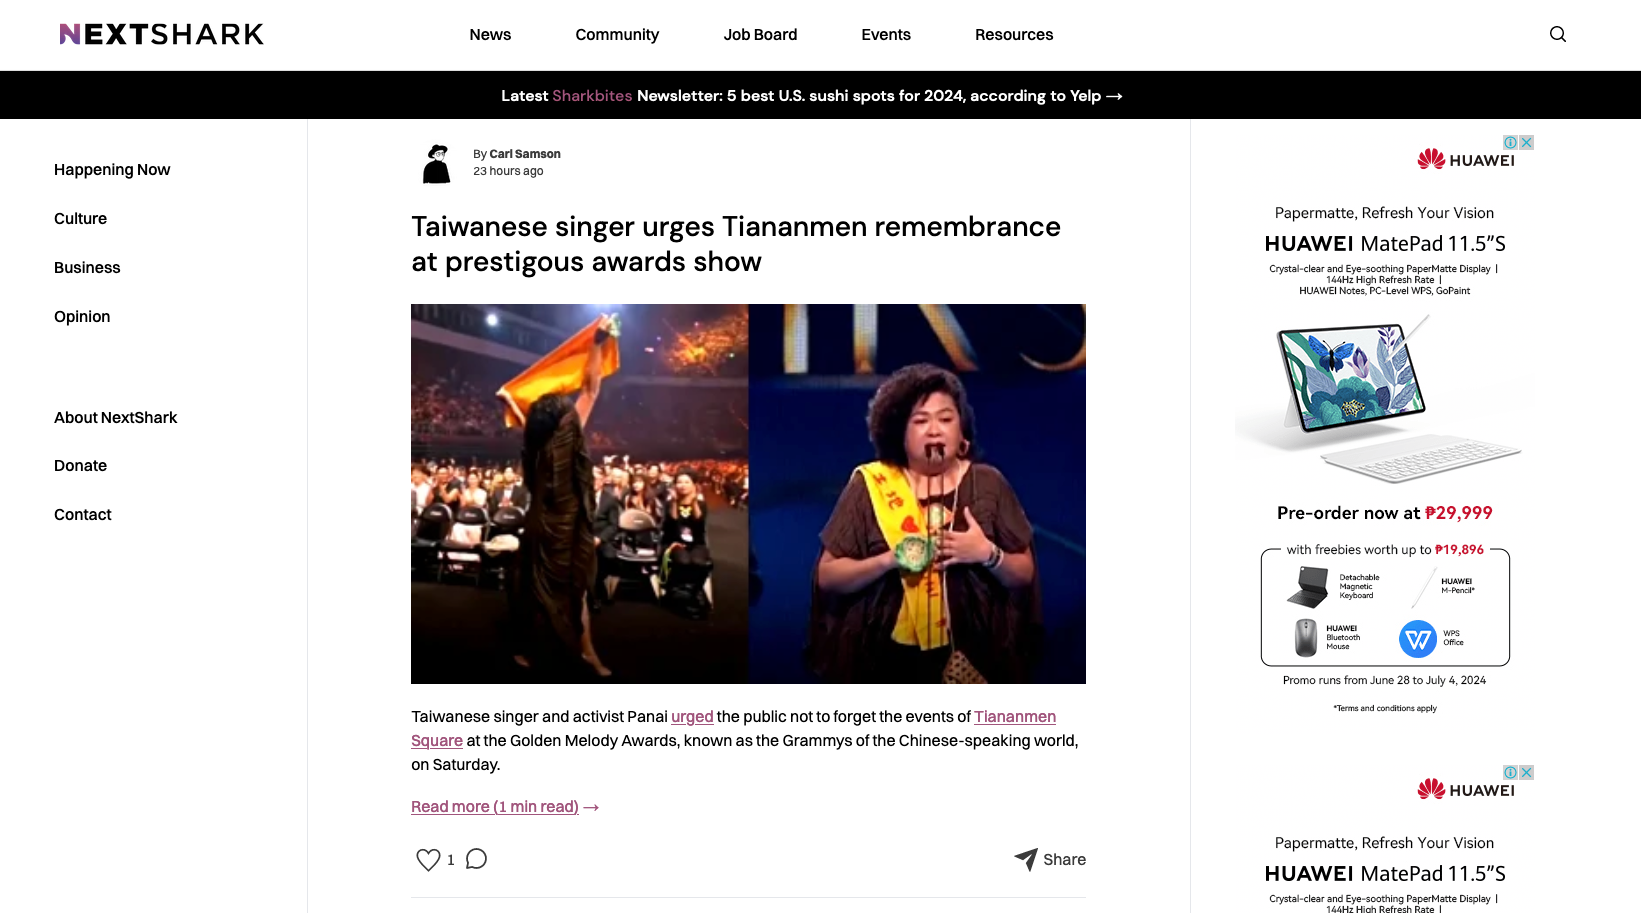 NEXTSHARK
News
Community
Job Board
Events
Resources
Latest Sharkbites Newsletter: 5 best U.S. sushi spots for 2024, according to Yelp →
Happening Now
Culture
Business
Opinion
About NextShark
Donate
Contact
By Carl Samson
23 hours ago
Taiwanese singer urges Tiananmen remembrance
at prestigous awards show
Taiwanese singer and activist Panai urged the public not to forget the events of Tiananmen
Square at the Golden Melody Awards, known as the Grammys of the Chinese-speaking world,
on Saturday.
Read more (1 min read) →
1
Share
HUAWEI
Papermatte, Refresh Your Vision
HUAWEI MatePad 11.5”S
Crystal-clear and Eye-soothing PaperMatte Display |
144Hz High Refresh Rate |
HUAWEI Notes, PC-Level WPS, GoPaint
Pre-order now at ₱29,999
with freebies worth up to ₱19,896
Detachable
Magnetic
Keyboard
HUAWEI
M-Pencil*
HUAWEI
Bluetooth
Mouse
WPS
Office
Promo runs from June 28 to July 4, 2024
*Terms and conditions apply
HUAWEI
Papermatte, Refresh Your Vision
HUAWEI MatePad 11.5”S
Crystal-clear and Eye-soothing PaperMatte Display |
144Hz High Refresh Rate |